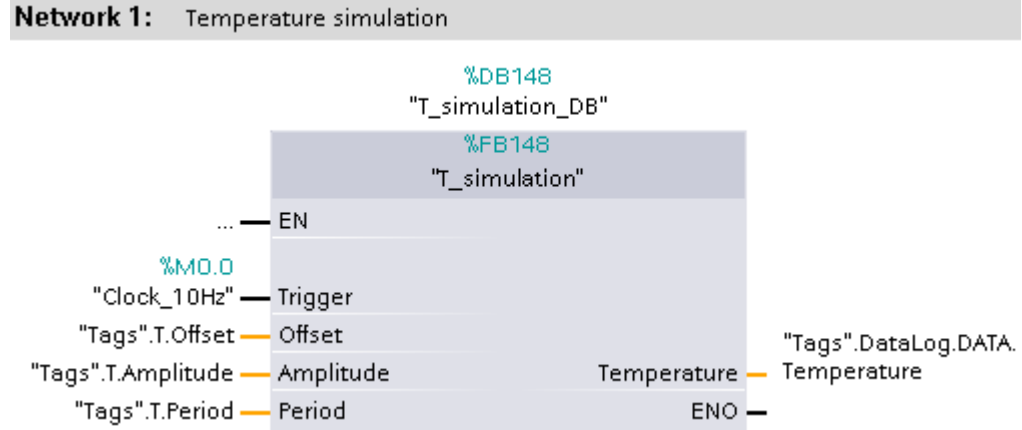 Network 1: Temperature simulation
%DB148
"T_simulation_DB"
%FB148
"T_simulation"
... EN
%M0.0
"Clock_10Hz" Trigger
"Tags".T.Offset Offset
"Tags".DataLog.DATA.
"Tags".T.Amplitude Amplitude Temperature Temperature
"Tags".T.Period Period ENO